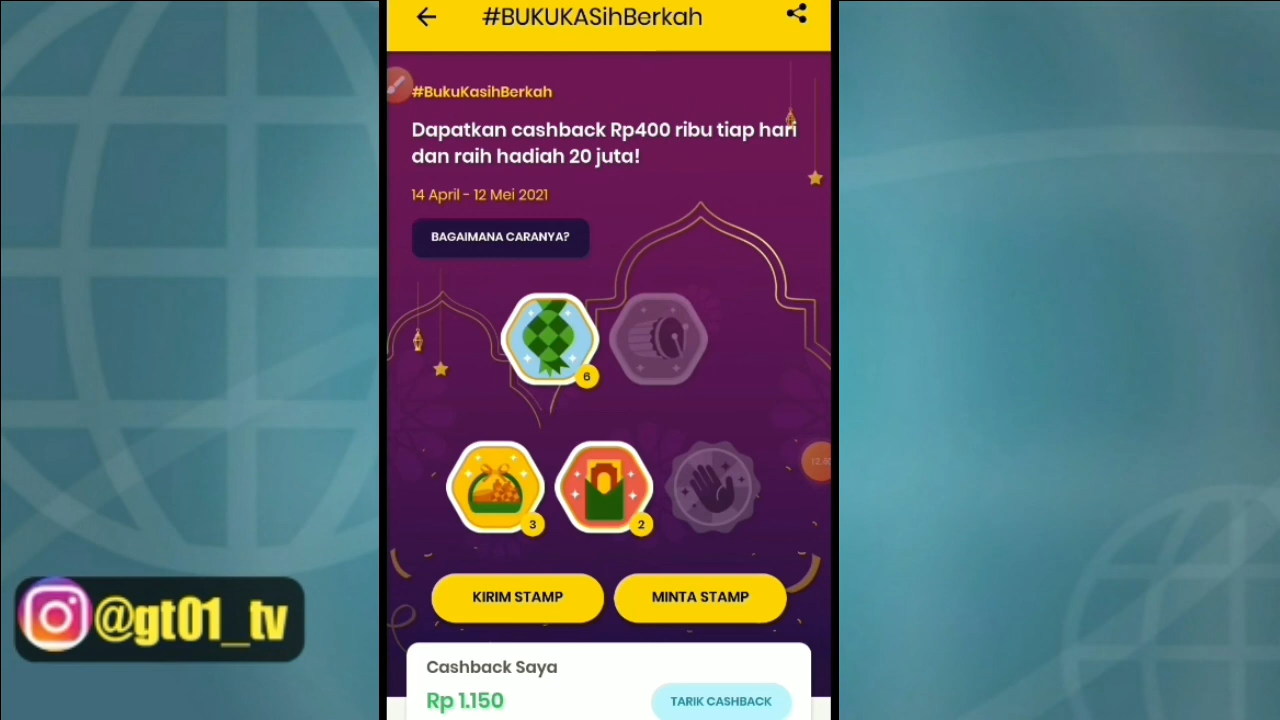 #BUKUKASihBerkah
#BukuKasihBerkah
Dapatkan cashback Rp400 ribu tiap hari
dan raih hadiah 20 juta!
14 April - 12 Mei 2021
BAGAIMANA CARANYA?
6
3
2
KIRIM STAMP
MINTA STAMP
@gt01_tv
Cashback Saya
Rp 1.150
TARIK CASHBACK